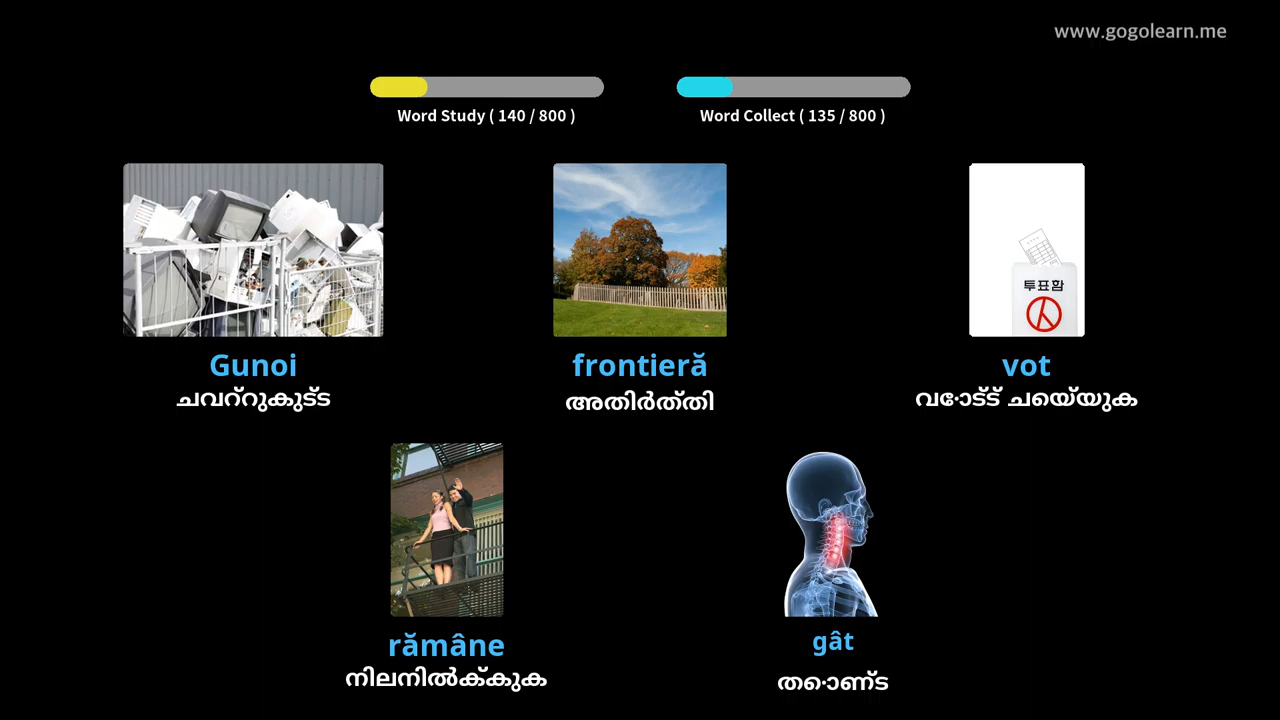 www.gogolearn.me
Word Study ( 140 / 800 )
Word Collect ( 135 / 800 )
투표함
Gunoi
ചവറ്റുകുട്ട
frontieră
അതിർത്തി
vot
വോട്ട് ചെയ്യുക
rămâne
നിലനിൽക്കുക
gât
തൊണ്ട